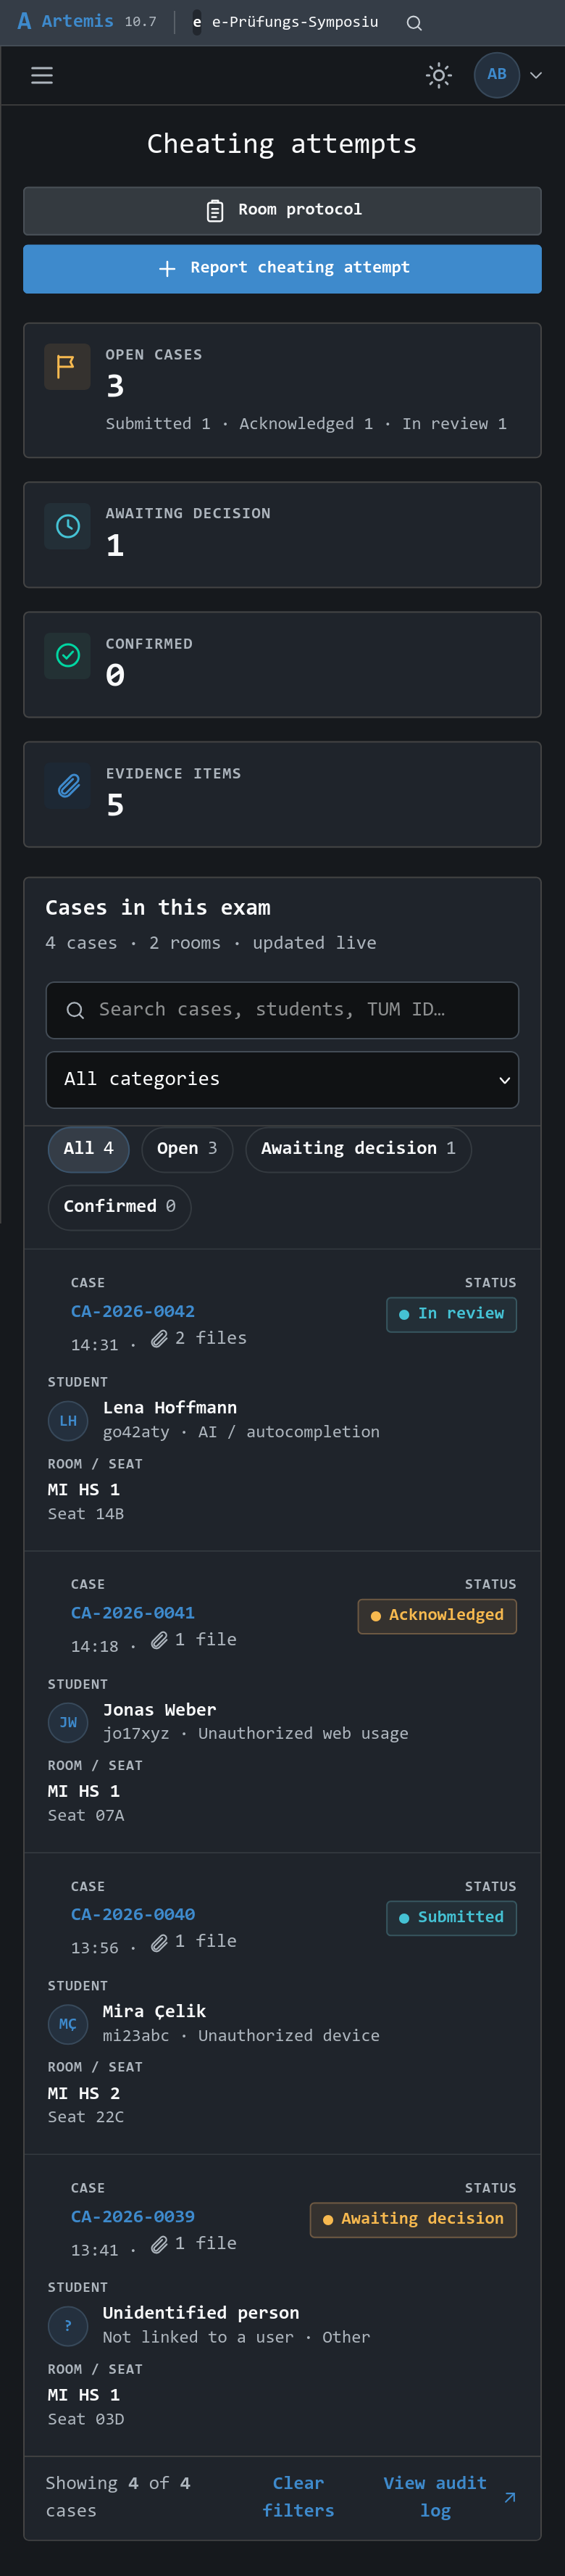 A Artemis 10.7
e e-Prüfungs-Symposiu
AB
Cheating attempts
Room protocol
Report cheating attempt
OPEN CASES
3
Submitted 1 · Acknowledged 1 · In review 1
AWAITING DECISION
1
CONFIRMED
0
EVIDENCE ITEMS
5
Cases in this exam
4 cases · 2 rooms · updated live
Search cases, students, TUM ID…
All categories
All 4 Open 3 Awaiting decision 1
Confirmed 0
CASE STATUS
CA-2026-0042 In review
14:31 · 2 files
STUDENT
LH Lena Hoffmann
go42aty · AI / autocompletion
ROOM / SEAT
MI HS 1
Seat 14B
CASE STATUS
CA-2026-0041 Acknowledged
14:18 · 1 file
STUDENT
JW Jonas Weber
jo17xyz · Unauthorized web usage
ROOM / SEAT
MI HS 1
Seat 07A
CASE STATUS
CA-2026-0040 Submitted
13:56 · 1 file
STUDENT
MÇ Mira Çelik
mi23abc · Unauthorized device
ROOM / SEAT
MI HS 2
Seat 22C
CASE STATUS
CA-2026-0039 Awaiting decision
13:41 · 1 file
STUDENT
? Unidentified person
Not linked to a user · Other
ROOM / SEAT
MI HS 1
Seat 03D
Showing 4 of 4 cases
Clear filters
View audit log